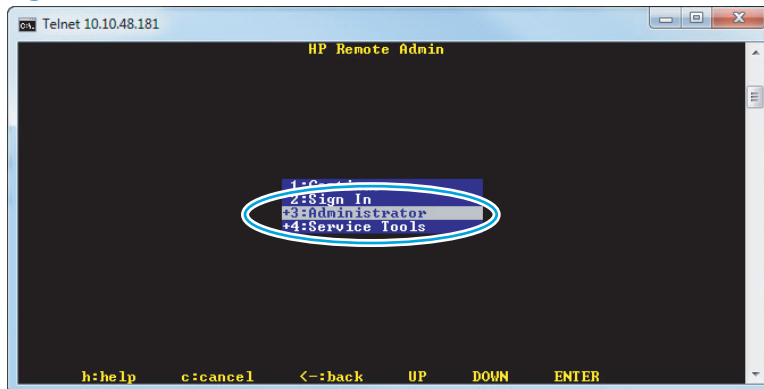 Telnet 10.10.48.181
HP Remote Admin
2:Sign In
+3:Administrator
+4:Service Tools
h:help c:cancel <-:back UP DOWN ENTER